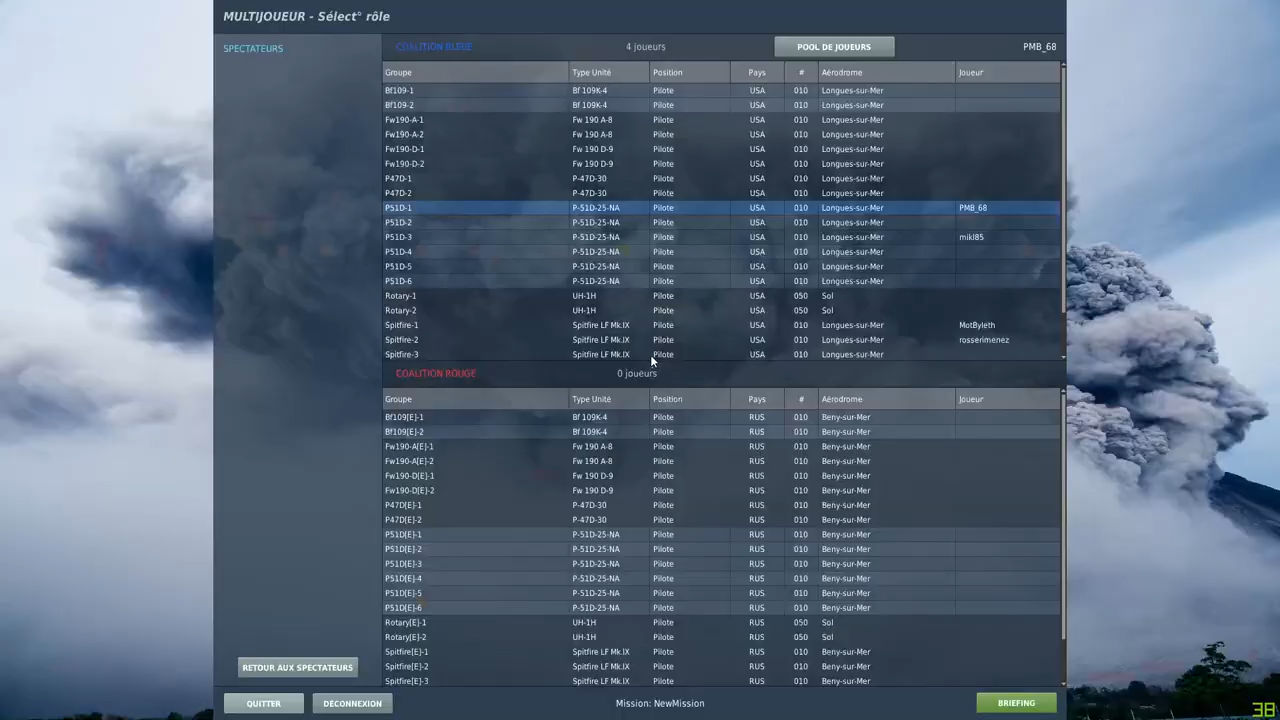 MULTIJOUEUR - Sélect° rôle
SPECTATEURS
COALITION BLEUE 4 joueurs POOL DE JOUEURS PMB_68
Groupe Type Unité Position Pays # Aérodrome Joueur
Bf109-1 Bf 109K-4 Pilote USA 010 Longues-sur-Mer
Bf109-2 Bf 109K-4 Pilote USA 010 Longues-sur-Mer
Fw190-A-1 Fw 190 A-8 Pilote USA 010 Longues-sur-Mer
Fw190-A-2 Fw 190 A-8 Pilote USA 010 Longues-sur-Mer
Fw190-D-1 Fw 190 D-9 Pilote USA 010 Longues-sur-Mer
Fw190-D-2 Fw 190 D-9 Pilote USA 010 Longues-sur-Mer
P47D-1 P-47D-30 Pilote USA 010 Longues-sur-Mer
P47D-2 P-47D-30 Pilote USA 010 Longues-sur-Mer
P51D-1 P-51D-25-NA Pilote USA 010 Longues-sur-Mer PMB_68
P51D-2 P-51D-25-NA Pilote USA 010 Longues-sur-Mer
P51D-3 P-51D-25-NA Pilote USA 010 Longues-sur-Mer mikl85
P51D-4 P-51D-25-NA Pilote USA 010 Longues-sur-Mer
P51D-5 P-51D-25-NA Pilote USA 010 Longues-sur-Mer
P51D-6 P-51D-25-NA Pilote USA 010 Longues-sur-Mer
Rotary-1 UH-1H Pilote USA 050 Sol
Rotary-2 UH-1H Pilote USA 050 Sol
Spitfire-1 Spitfire LF Mk.IX Pilote USA 010 Longues-sur-Mer MotByleth
Spitfire-2 Spitfire LF Mk.IX Pilote USA 010 Longues-sur-Mer rosserimenez
Spitfire-3 Spitfire LF Mk.IX Pilote USA 010 Longues-sur-Mer
COALITION ROUGE 0 joueurs
Groupe Type Unité Position Pays # Aérodrome Joueur
Bf109[E]-1 Bf 109K-4 Pilote RUS 010 Beny-sur-Mer
Bf109[E]-2 Bf 109K-4 Pilote RUS 010 Beny-sur-Mer
Fw190-A[E]-1 Fw 190 A-8 Pilote RUS 010 Beny-sur-Mer
Fw190-A[E]-2 Fw 190 A-8 Pilote RUS 010 Beny-sur-Mer
Fw190-D[E]-1 Fw 190 D-9 Pilote RUS 010 Beny-sur-Mer
Fw190-D[E]-2 Fw 190 D-9 Pilote RUS 010 Beny-sur-Mer
P47D[E]-1 P-47D-30 Pilote RUS 010 Beny-sur-Mer
P47D[E]-2 P-47D-30 Pilote RUS 010 Beny-sur-Mer
P51D[E]-1 P-51D-25-NA Pilote RUS 010 Beny-sur-Mer
P51D[E]-2 P-51D-25-NA Pilote RUS 010 Beny-sur-Mer
P51D[E]-3 P-51D-25-NA Pilote RUS 010 Beny-sur-Mer
P51D[E]-4 P-51D-25-NA Pilote RUS 010 Beny-sur-Mer
P51D[E]-5 P-51D-25-NA Pilote RUS 010 Beny-sur-Mer
P51D[E]-6 P-51D-25-NA Pilote RUS 010 Beny-sur-Mer
Rotary[E]-1 UH-1H Pilote RUS 050 Sol
Rotary[E]-2 UH-1H Pilote RUS 050 Sol
Spitfire[E]-1 Spitfire LF Mk.IX Pilote RUS 010 Beny-sur-Mer
Spitfire[E]-2 Spitfire LF Mk.IX Pilote RUS 010 Beny-sur-Mer
Spitfire[E]-3 Spitfire LF Mk.IX Pilote RUS 010 Beny-sur-Mer
RETOUR AUX SPECTATEURS
QUITTER DECONNEXION Mission: NewMission BRIEFING
38